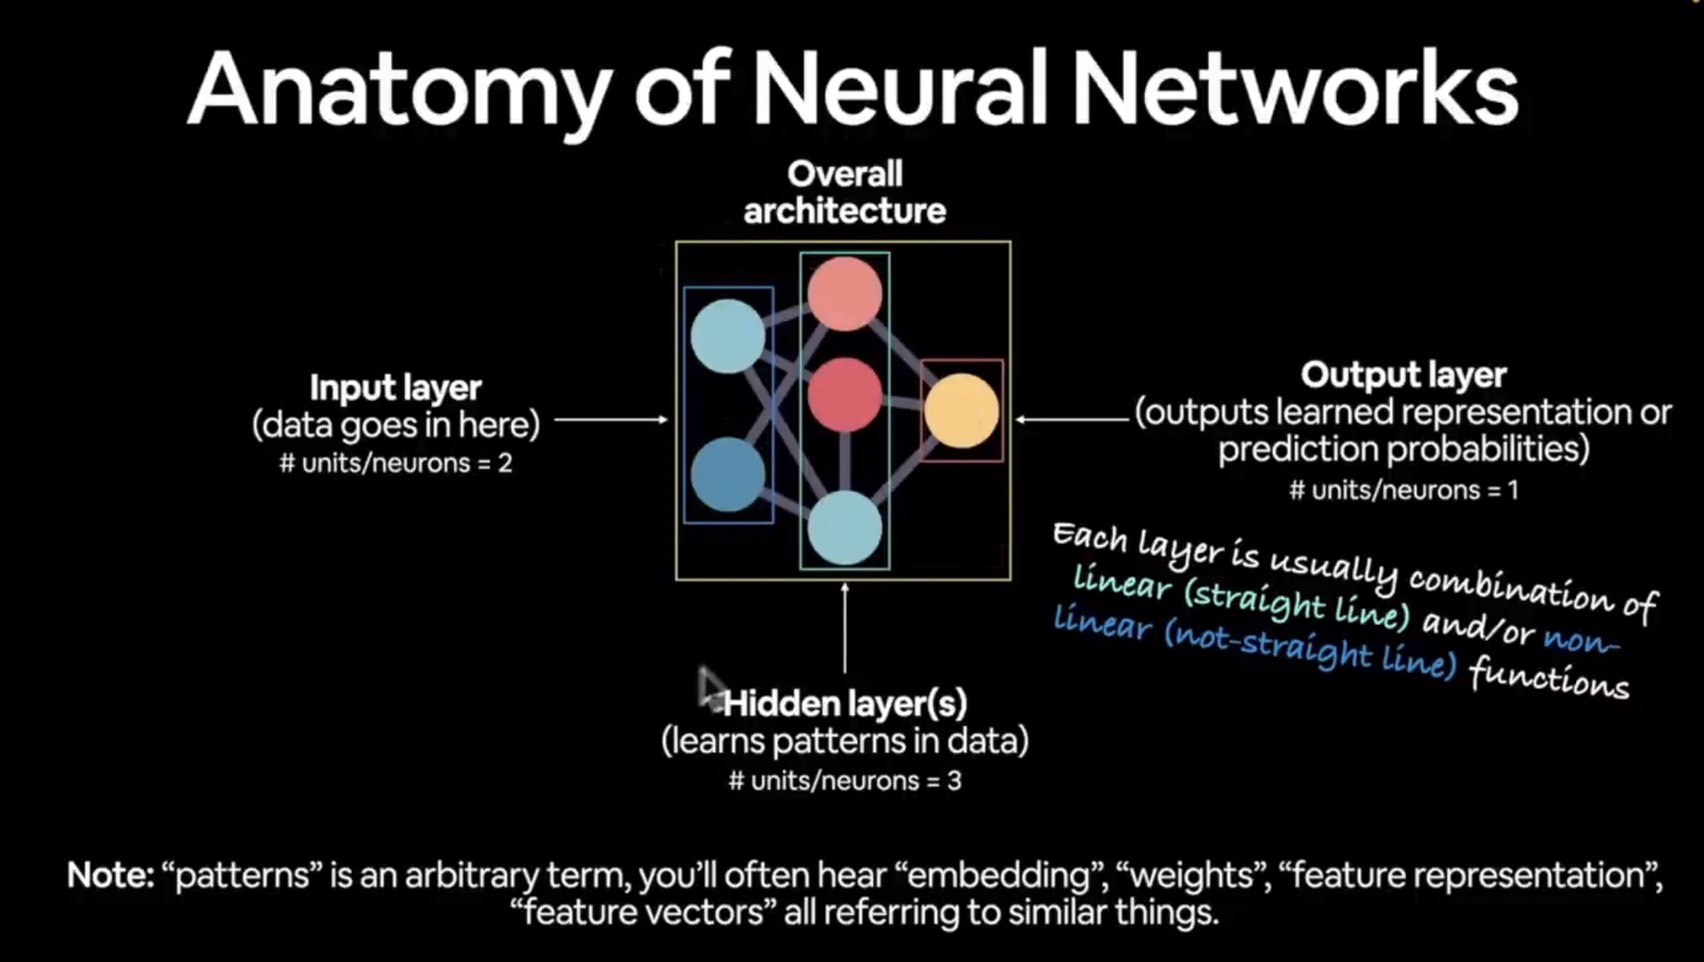 Anatomy of Neural Networks
Overall
architecture
Input layer
(data goes in here)
# units/neurons = 2
Output layer
(outputs learned representation or
prediction probabilities)
# units/neurons = 1
Each layer is usually combination of
linear (straight line) and/or non-
linear (not-straight line) functions
Hidden layer(s)
(learns patterns in data)
# units/neurons = 3
Note: “patterns” is an arbitrary term, you’ll often hear “embedding”, “weights”, “feature representation”,
“feature vectors” all referring to similar things.